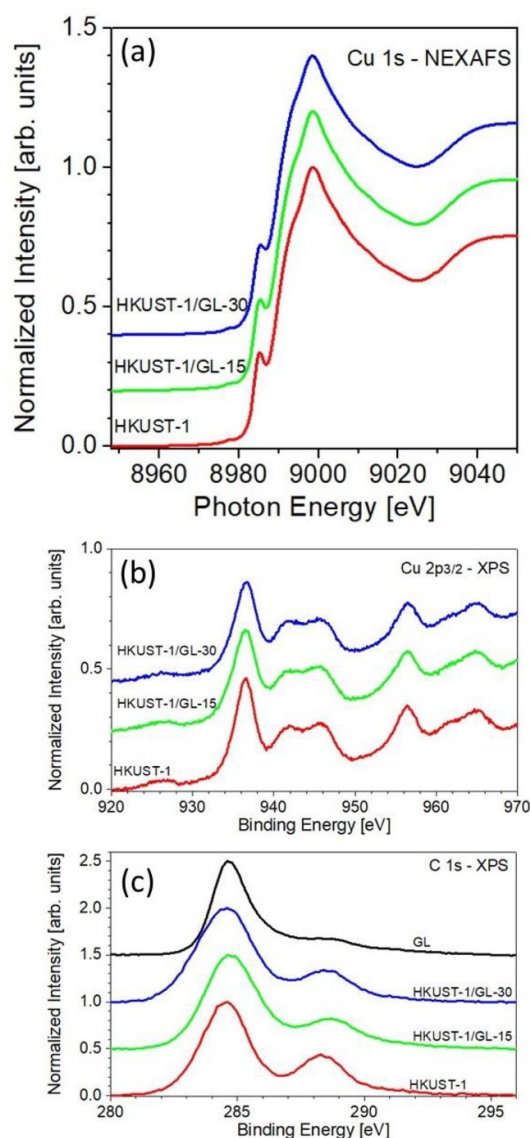 (a)
Cu 1s - NEXAFS
Normalized Intensity [arb. units]
1.5
1.0
0.5
0.0
HKUST-1/GL-30
HKUST-1/GL-15
HKUST-1
8960 8980 9000 9020 9040
Photon Energy [eV]
(b)
Cu 2p3/2 - XPS
Normalized Intensity [arb. units]
1.0
0.5
0.0
HKUST-1/GL-30
HKUST-1/GL-15
HKUST-1
920 930 940 950 960 970
Binding Energy [eV]
(c)
C 1s - XPS
Normalized Intensity [arb. units]
2.5
2.0
1.5
1.0
0.5
0.0
GL
HKUST-1/GL-30
HKUST-1/GL-15
HKUST-1
280 285 290 295
Binding Energy [eV]